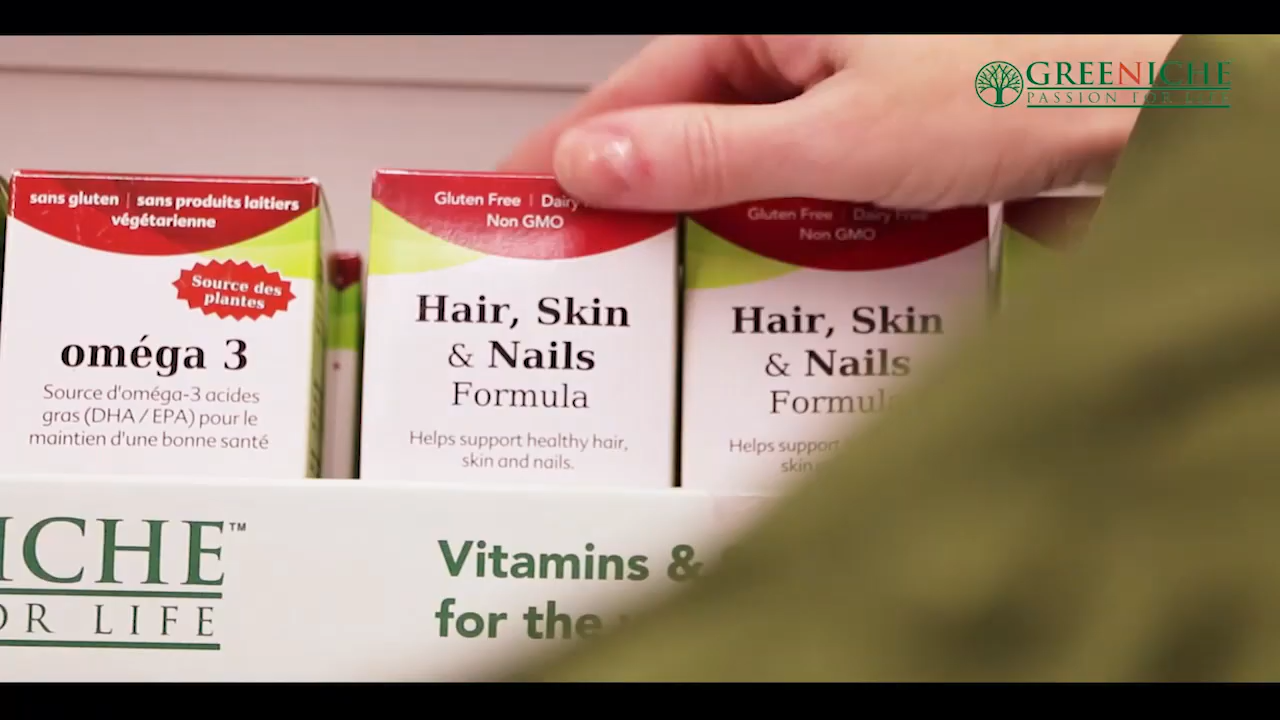 GREENICHE
PASSION FOR LIFE
sans gluten | sans produits laitiers
végétarienne
Source des
plantes
oméga 3
Source d'oméga-3 acides
gras (DHA / EPA) pour le
maintien d'une bonne santé
Gluten Free | Dairy
Non GMO
Hair, Skin
& Nails
Formula
Helps support healthy hair,
skin and nails.
Gluten Free | Dairy Free
Non GMO
Hair, Skin
& Nails
Formula
Helps support
skin
ICHE™
OR LIFE
Vitamins &
for the